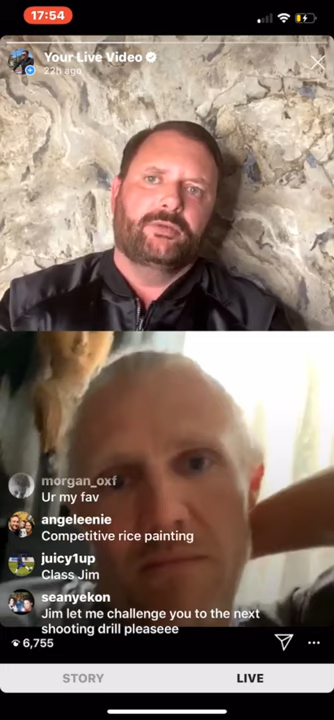 17:54
Your Live Video
22h ago
morgan_oxf
Ur my fav
angeleenie
Competitive rice painting
juicy1up
Class Jim
seanyekon
Jim let me challenge you to the next
shooting drill pleaseee
6,755
STORY
LIVE